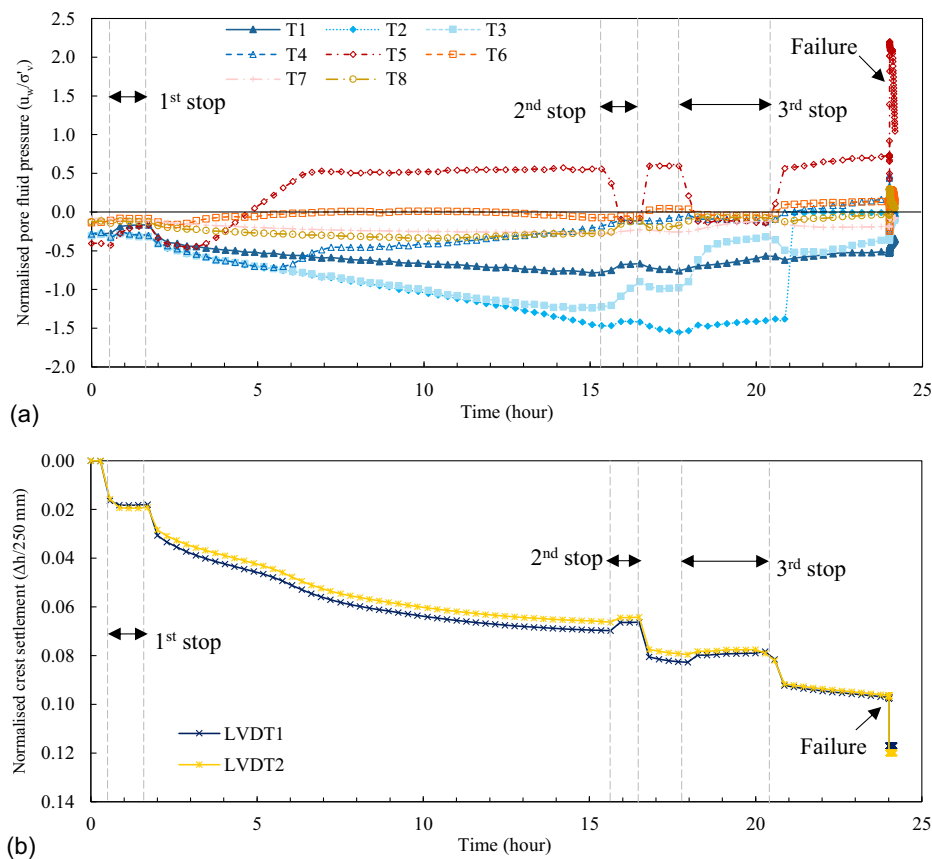 T1 T2 T3
T4 T5 T6
T7 T8
Failure
1st stop
2nd stop
3rd stop
2.5
2.0
1.5
1.0
0.5
0.0
-0.5
-1.0
-1.5
-2.0
Normalised pore fluid pressure (uw/σ'v)
0 5 10 15 20 25
Time (hour)
(a)
0.00
0.02
0.04
0.06
0.08
0.10
0.12
0.14
Normalised crest settlement (Δh/250 mm)
2nd stop
3rd stop
1st stop
LVDT1
LVDT2
Failure
0 5 10 15 20 25
Time (hour)
(b)